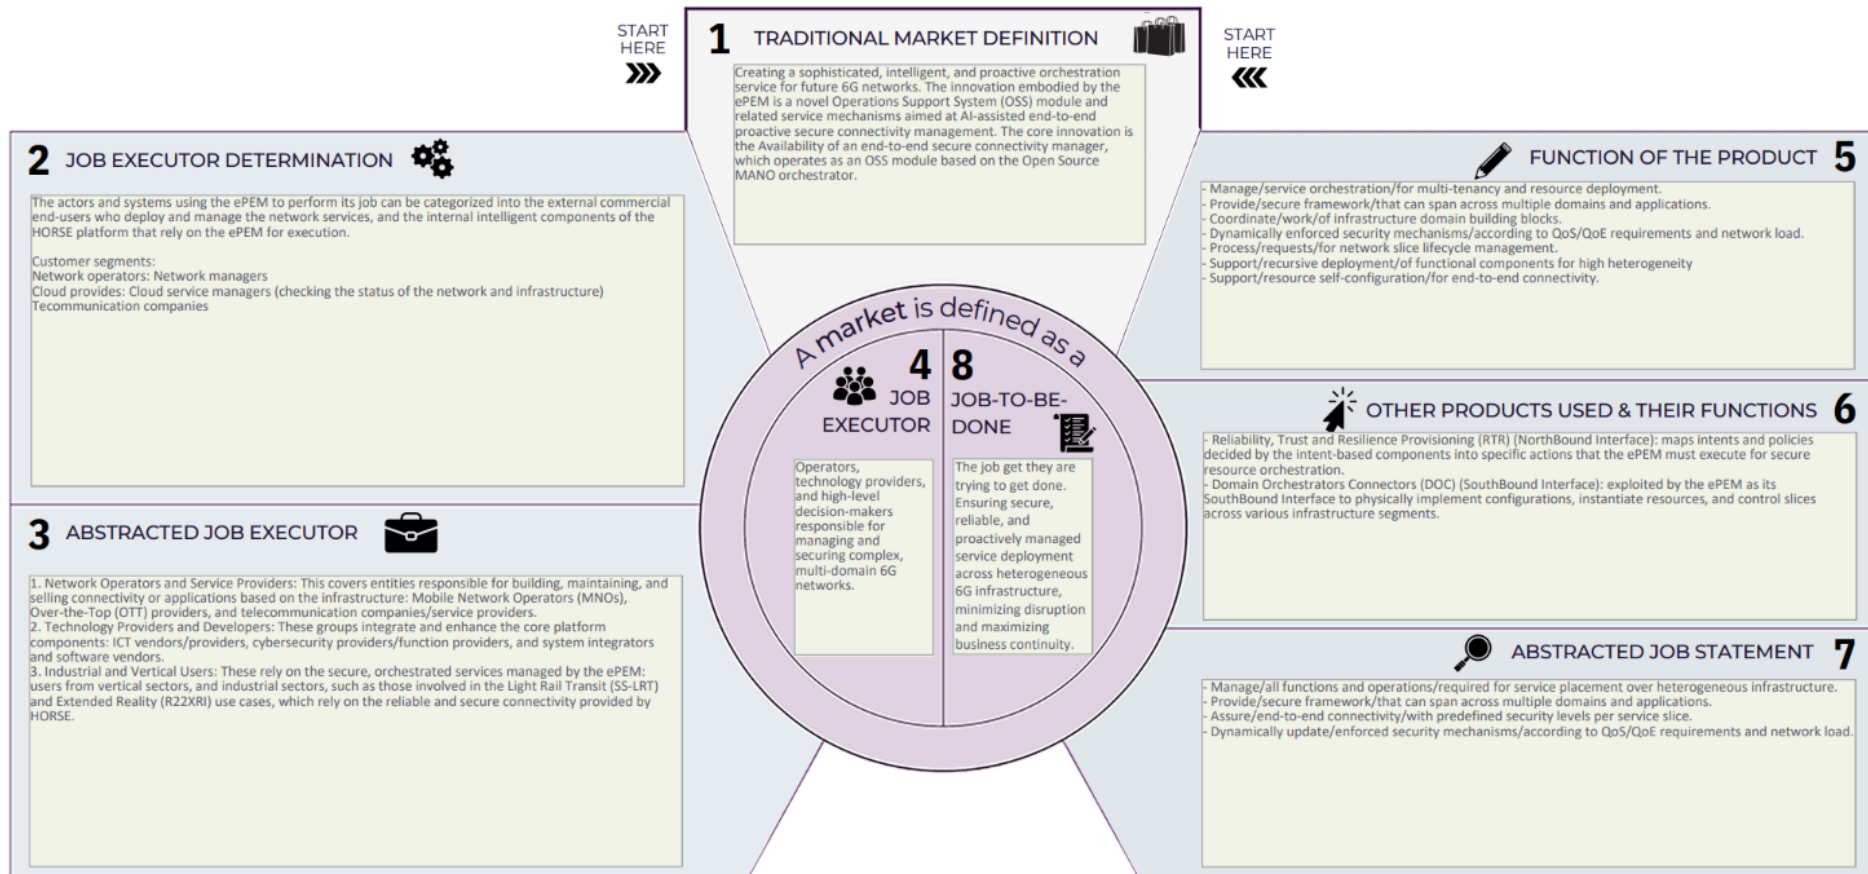 START
HERE
1 TRADITIONAL MARKET DEFINITION
START
HERE
Creating a sophisticated, intelligent, and proactive orchestration
service for future 6G networks. The innovation embodied by the
ePEM is a novel Operations Support System (OSS) module and
related service mechanisms aimed at AI-assisted end-to-end
proactive secure connectivity management. The core innovation is
the Availability of an end-to-end secure connectivity manager,
which operates as an OSS module based on the Open Source
MANO orchestrator.
2 JOB EXECUTOR DETERMINATION
The actors and systems using the ePEM to perform its job can be categorized into the external commercial
end-users who deploy and manage the network services, and the internal intelligent components of the
HORSE platform that rely on the ePEM for execution.
Customer segments:
Network operators: Network managers
Cloud provides: Cloud service managers (checking the status of the network and infrastructure)
Tecommunication companies
3 ABSTRACTED JOB EXECUTOR
1. Network Operators and Service Providers: This covers entities responsible for building, maintaining, and
selling connectivity or applications based on the infrastructure: Mobile Network Operators (MNOs),
Over-the-Top (OTT) providers, and telecommunication companies/service providers.
2. Technology Providers and Developers: These groups integrate and enhance the core platform
components: ICT vendors/providers, cybersecurity providers/function providers, and system integrators
and software vendors.
3. Industrial and Vertical Users: These rely on the secure, orchestrated services managed by the ePEM:
users from vertical sectors, and industrial sectors, such as those involved in the Light Rail Transit (SS-LRT)
and Extended Reality (R22XRI) use cases, which rely on the reliable and secure connectivity provided by
HORSE.
A market is defined as a
4
JOB
EXECUTOR
Operators,
technology providers,
and high-level
decision-makers
responsible for
managing and
securing complex,
multi-domain 6G
networks.
8
JOB-TO-BE-
DONE
The job get they are
trying to get done.
Ensuring secure,
reliable, and
proactively managed
service deployment
across heterogeneous
6G infrastructure,
minimizing disruption
and maximizing
business continuity.
FUNCTION OF THE PRODUCT 5
- Manage/service orchestration/for multi-tenancy and resource deployment.
- Provide/secure framework/that can span across multiple domains and applications.
- Coordinate/work/of infrastructure domain building blocks.
- Dynamically enforced security mechanisms/according to QoS/QoE requirements and network load.
- Process/requests/for network slice lifecycle management.
- Support/recursive deployment/of functional components for high heterogeneity
- Support/resource self-configuration/for end-to-end connectivity.
OTHER PRODUCTS USED & THEIR FUNCTIONS 6
- Reliability, Trust and Resilience Provisioning (RTR) (NorthBound Interface): maps intents and policies
decided by the intent-based components into specific actions that the ePEM must execute for secure
resource orchestration.
- Domain Orchestrators Connectors (DOC) (SouthBound Interface): exploited by the ePEM as its
SouthBound Interface to physically implement configurations, instantiate resources, and control slices
across various infrastructure segments.
ABSTRACTED JOB STATEMENT 7
- Manage/all functions and operations/required for service placement over heterogeneous infrastructure.
- Provide/secure framework/that can span across multiple domains and applications.
- Assure/end-to-end connectivity/with predefined security levels per service slice.
- Dynamically update/enforced security mechanisms/according to QoS/QoE requirements and network load.